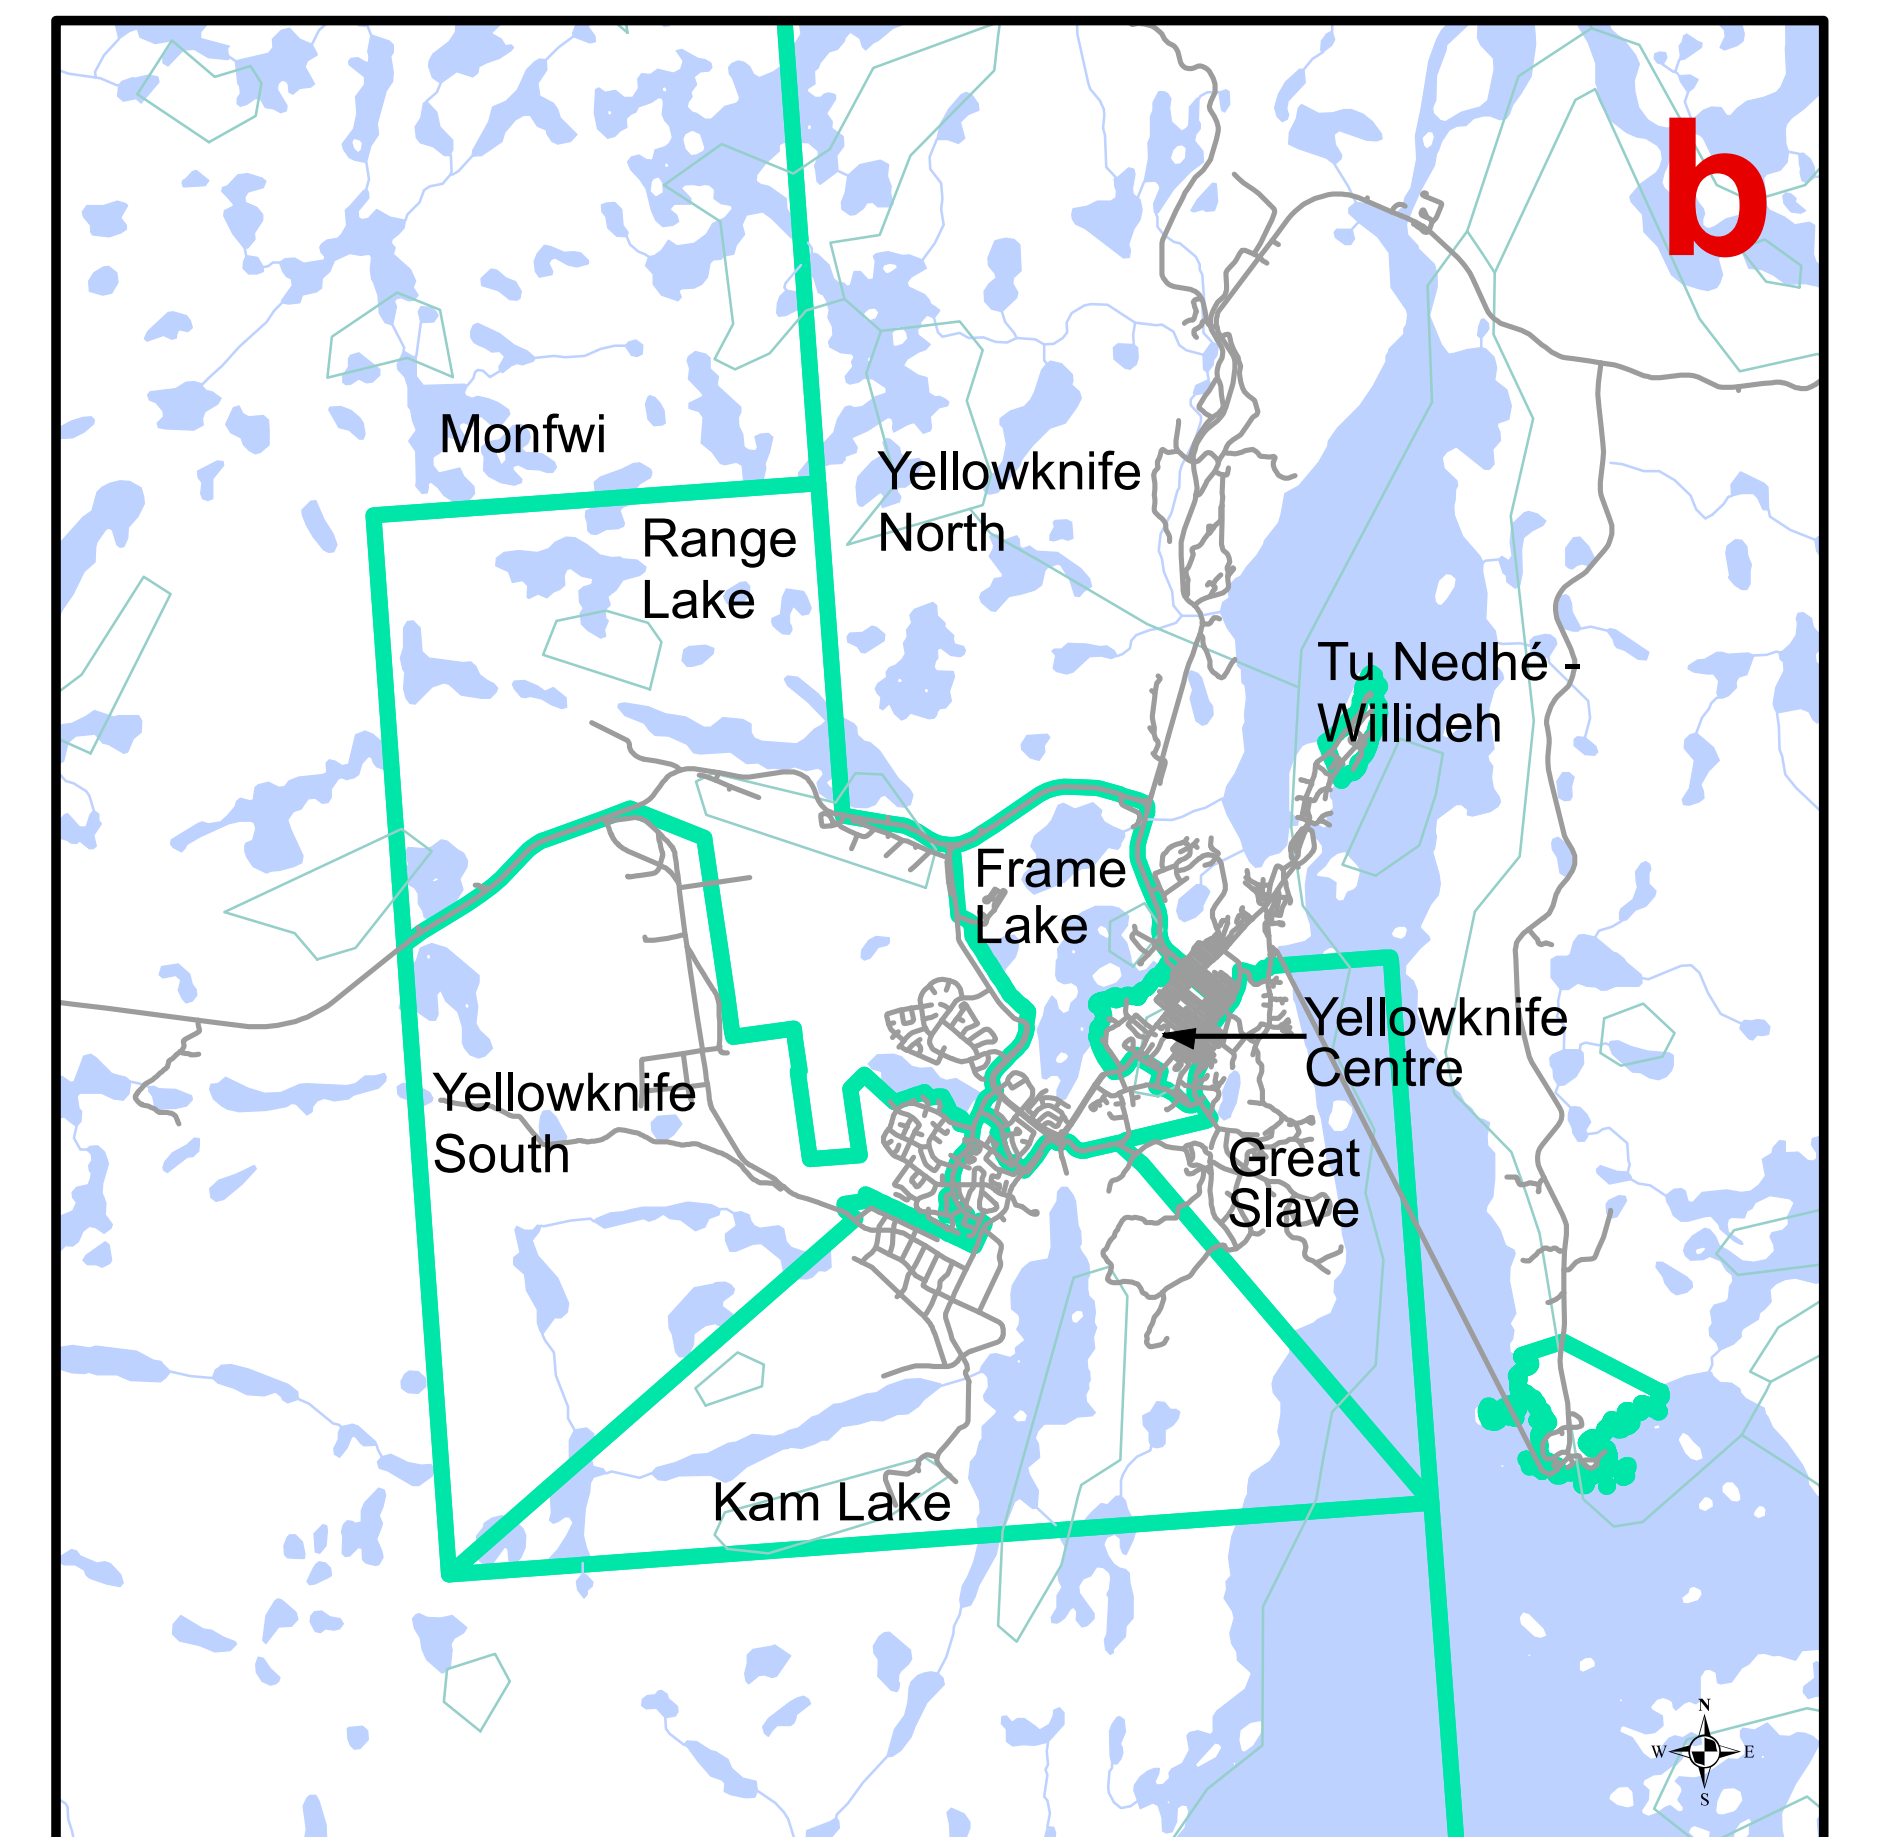 b
Monfwi
Yellowknife
North
Range
Lake
Tu Nedhé -
Wiilideh
Frame
Lake
Yellowknife
Centre
Yellowknife
South
Great
Slave
Kam Lake
N
W E
S